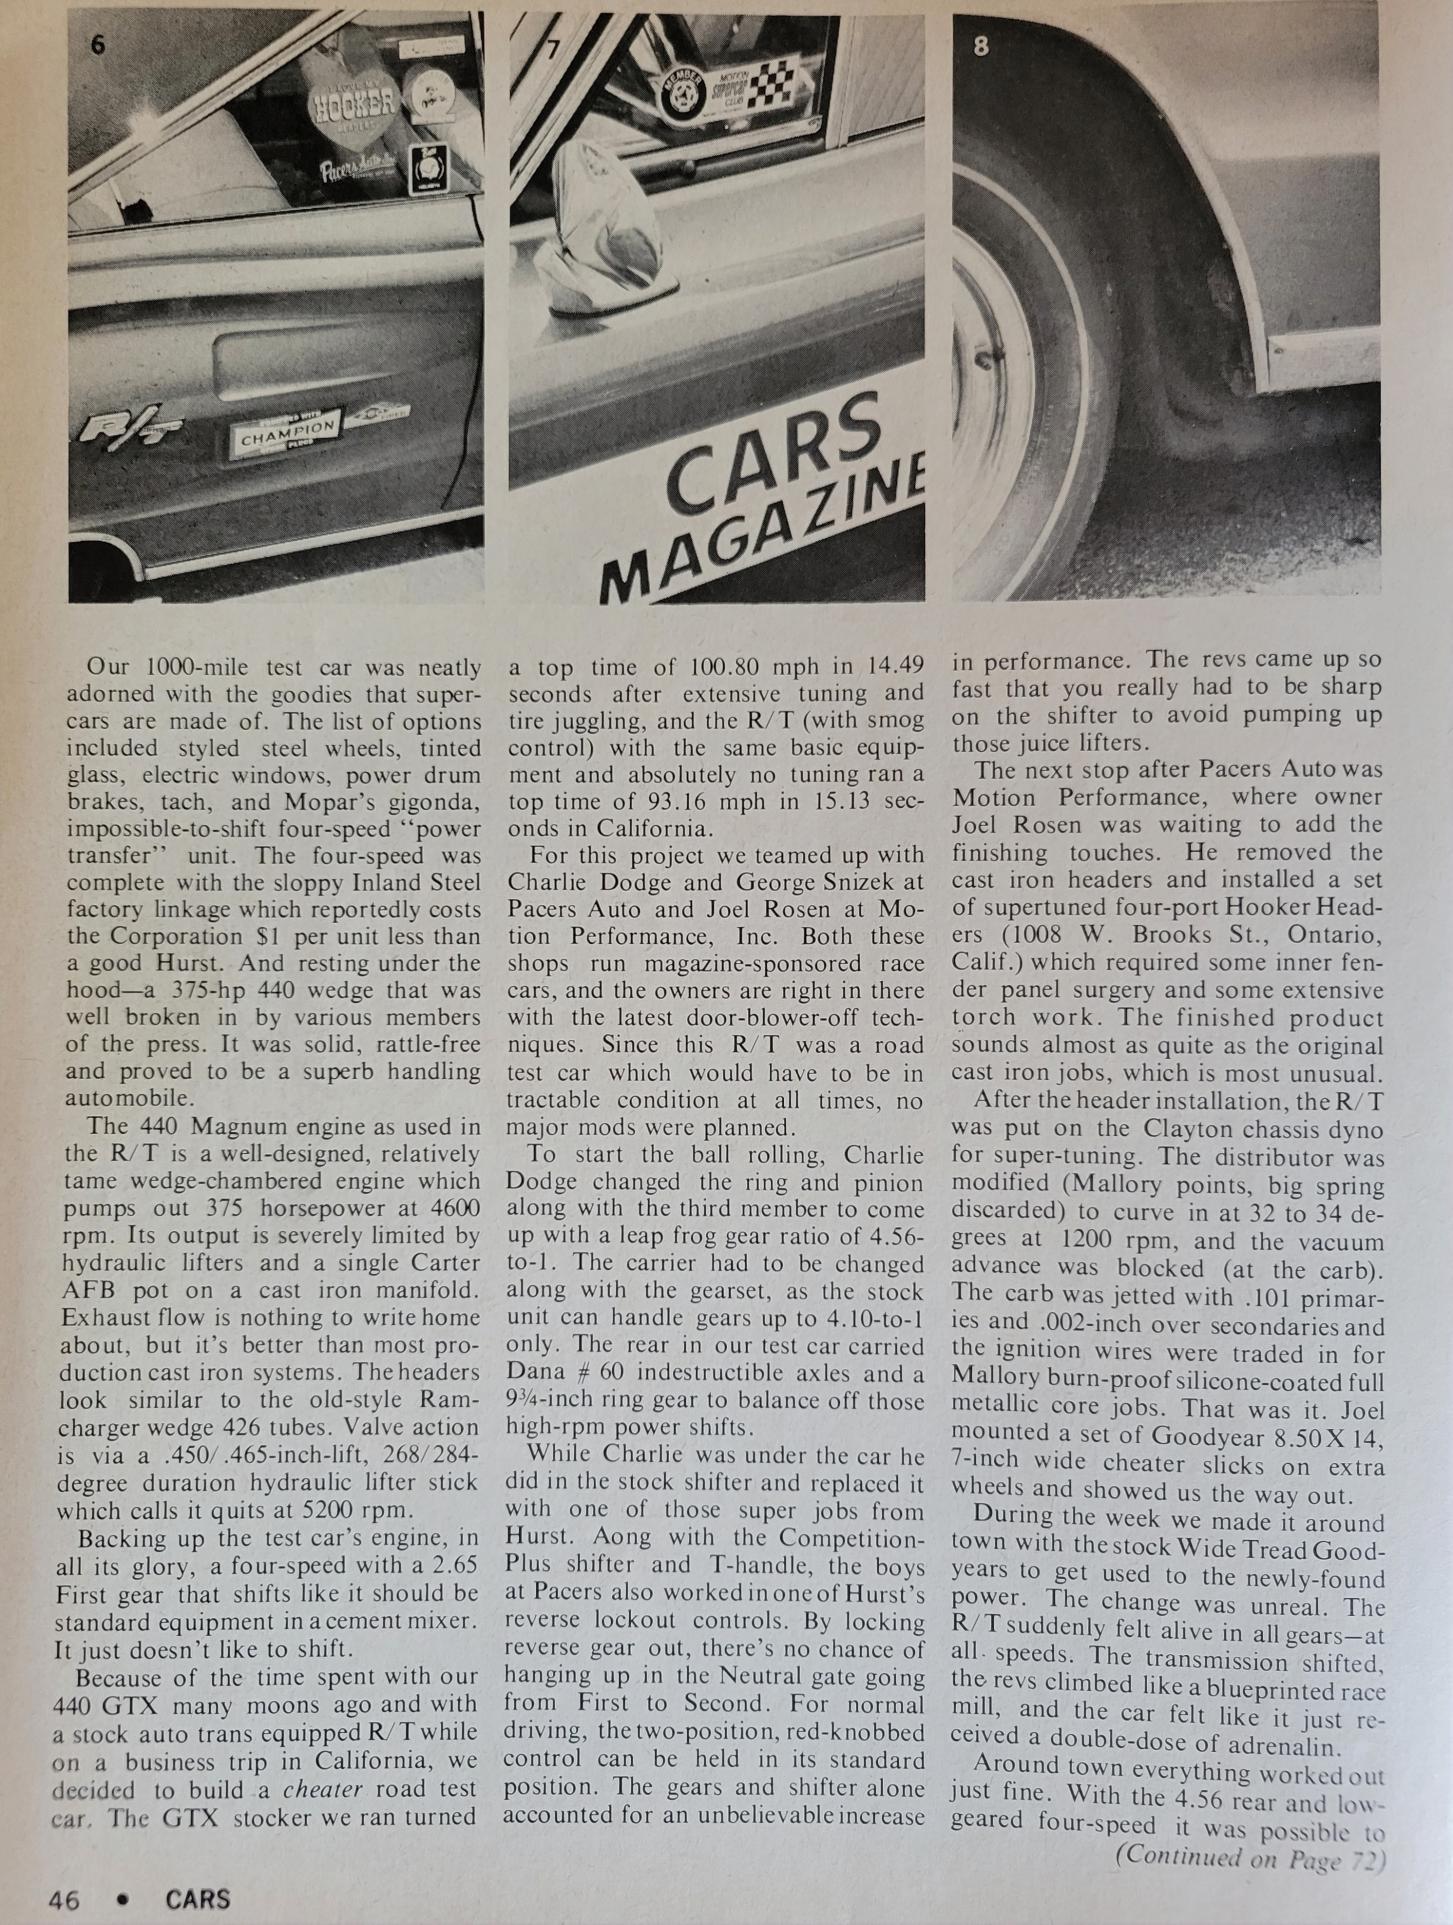 6
HOOKER
HEADERS
Pacers Auto
R/T
CHAMPION
PLUGS
7
MEMBER
MOTION
SUPERCAR
CLUB
CARS
MAGAZINE
8
Our 1000-mile test car was neatly
adorned with the goodies that super-
cars are made of. The list of options
included styled steel wheels, tinted
glass, electric windows, power drum
brakes, tach, and Mopar's gigonda,
impossible-to-shift four-speed “power
transfer” unit. The four-speed was
complete with the sloppy Inland Steel
factory linkage which reportedly costs
the Corporation $1 per unit less than
a good Hurst. And resting under the
hood—a 375-hp 440 wedge that was
well broken in by various members
of the press. It was solid, rattle-free
and proved to be a superb handling
automobile.
The 440 Magnum engine as used in
the R/T is a well-designed, relatively
tame wedge-chambered engine which
pumps out 375 horsepower at 4600
rpm. Its output is severely limited by
hydraulic lifters and a single Carter
AFB pot on a cast iron manifold.
Exhaust flow is nothing to write home
about, but it's better than most pro-
duction cast iron systems. The headers
look similar to the old-style Ram-
charger wedge 426 tubes. Valve action
is via a .450/.465-inch-lift, 268/284-
degree duration hydraulic lifter stick
which calls it quits at 5200 rpm.
Backing up the test car's engine, in
all its glory, a four-speed with a 2.65
First gear that shifts like it should be
standard equipment in a cement mixer.
It just doesn't like to shift.
Because of the time spent with our
440 GTX many moons ago and with
a stock auto trans equipped R/T while
on a business trip in California, we
decided to build a cheater road test
car. The GTX stocker we ran turned
a top time of 100.80 mph in 14.49
seconds after extensive tuning and
tire juggling, and the R/T (with smog
control) with the same basic equip-
ment and absolutely no tuning ran a
top time of 93.16 mph in 15.13 sec-
onds in California.
For this project we teamed up with
Charlie Dodge and George Snizek at
Pacers Auto and Joel Rosen at Mo-
tion Performance, Inc. Both these
shops run magazine-sponsored race
cars, and the owners are right in there
with the latest door-blower-off tech-
niques. Since this R/T was a road
test car which would have to be in
tractable condition at all times, no
major mods were planned.
To start the ball rolling, Charlie
Dodge changed the ring and pinion
along with the third member to come
up with a leap frog gear ratio of 4.56-
to-1. The carrier had to be changed
along with the gearset, as the stock
unit can handle gears up to 4.10-to-1
only. The rear in our test car carried
Dana # 60 indestructible axles and a
9¾-inch ring gear to balance off those
high-rpm power shifts.
While Charlie was under the car he
did in the stock shifter and replaced it
with one of those super jobs from
Hurst. Aong with the Competition-
Plus shifter and T-handle, the boys
at Pacers also worked in one of Hurst's
reverse lockout controls. By locking
reverse gear out, there's no chance of
hanging up in the Neutral gate going
from First to Second. For normal
driving, the two-position, red-knobbed
control can be held in its standard
position. The gears and shifter alone
accounted for an unbelievable increase
in performance. The revs came up so
fast that you really had to be sharp
on the shifter to avoid pumping up
those juice lifters.
The next stop after Pacers Auto was
Motion Performance, where owner
Joel Rosen was waiting to add the
finishing touches. He removed the
cast iron headers and installed a set
of supertuned four-port Hooker Head-
ers (1008 W. Brooks St., Ontario,
Calif.) which required some inner fen-
der panel surgery and some extensive
torch work. The finished product
sounds almost as quite as the original
cast iron jobs, which is most unusual.
After the header installation, the R/T
was put on the Clayton chassis dyno
for super-tuning. The distributor was
modified (Mallory points, big spring
discarded) to curve in at 32 to 34 de-
grees at 1200 rpm, and the vacuum
advance was blocked (at the carb).
The carb was jetted with .101 primar-
ies and .002-inch over secondaries and
the ignition wires were traded in for
Mallory burn-proof silicone-coated full
metallic core jobs. That was it. Joel
mounted a set of Goodyear 8.50 X 14,
7-inch wide cheater slicks on extra
wheels and showed us the way out.
During the week we made it around
town with the stock Wide Tread Good-
years to get used to the newly-found
power. The change was unreal. The
R/T suddenly felt alive in all gears—at
all speeds. The transmission shifted,
the revs climbed like a blueprinted race
mill, and the car felt like it just re-
ceived a double-dose of adrenalin.
Around town everything worked out
just fine. With the 4.56 rear and low-
geared four-speed it was possible to
(Continued on Page 72)
46 • CARS